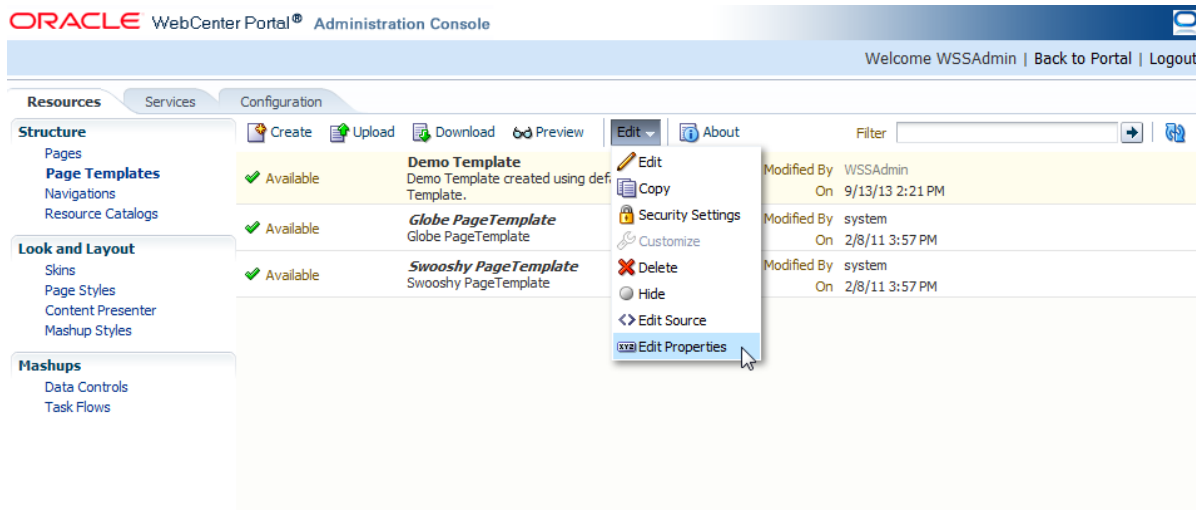 ORACLE WebCenter Portal® Administration Console
Welcome WSSAdmin | Back to Portal | Logout
Resources Services Configuration
Structure
Pages
Page Templates
Navigations
Resource Catalogs
Look and Layout
Skins
Page Styles
Content Presenter
Mashup Styles
Mashups
Data Controls
Task Flows
Create Upload Download Preview Edit About Filter
Available
Demo Template
Demo Template created using defa
Template.
Modified By WSSAdmin
On 9/13/13 2:21 PM
Available
Globe PageTemplate
Globe PageTemplate
Modified By system
On 2/8/11 3:57 PM
Available
Swooshy PageTemplate
Swooshy PageTemplate
Modified By system
On 2/8/11 3:57 PM
Edit
Copy
Security Settings
Customize
Delete
Hide
Edit Source
XYZ Edit Properties